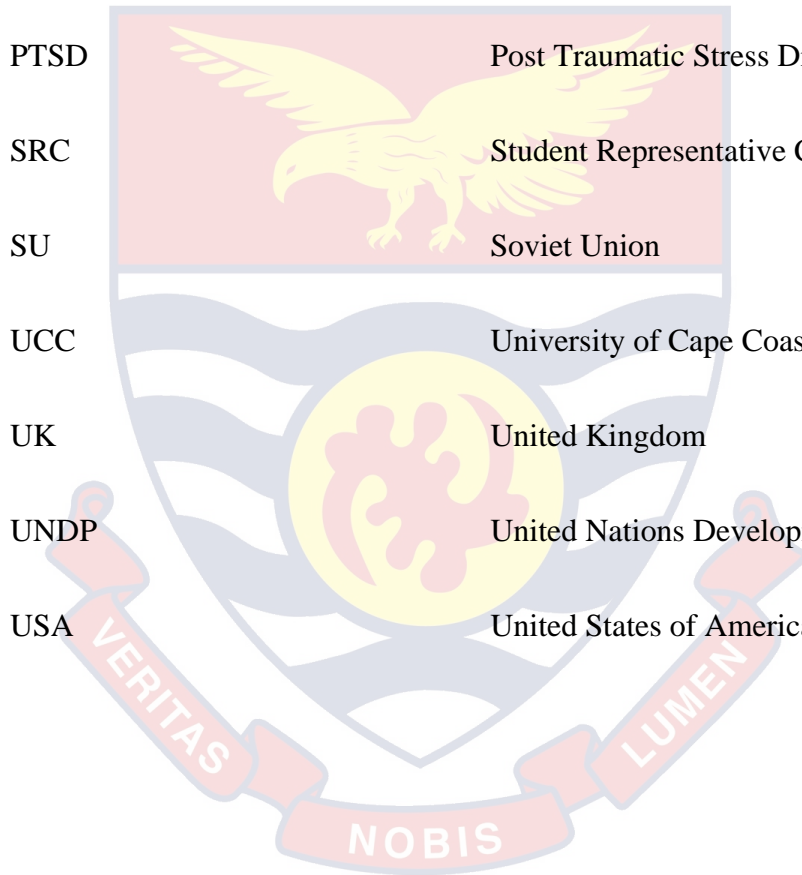 PTSD Post Traumatic Stress
SRC Student Representative
SU Soviet Union
UCC University of Cape
UK United Kingdom
UNDP United Nations
USA United States of
VERITAS
NOBIS
LUMEN